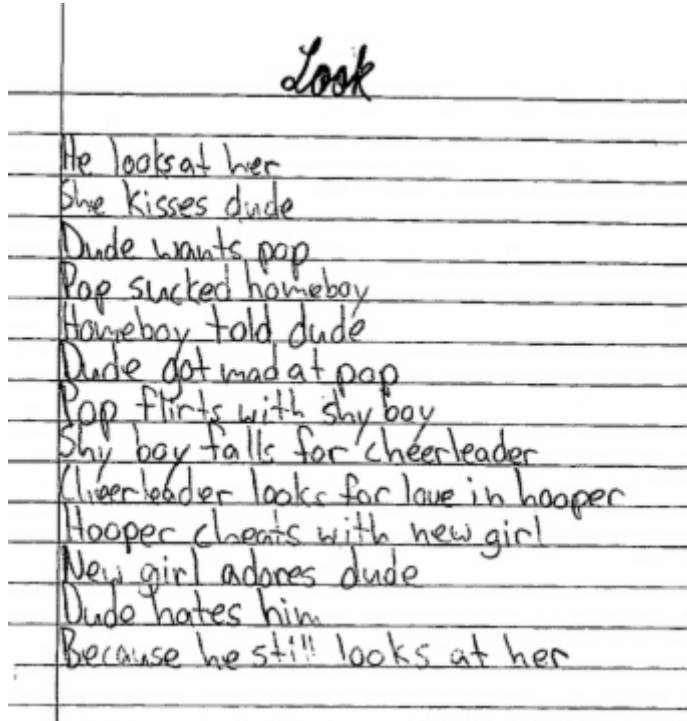 Look
He looks at her
She kisses dude
Dude wants pop
Pop sucked homeboy
Homeboy told dude
Dude got mad at pop
Pop flirts with shy boy
Shy boy falls for cheerleader
Cheerleader looks for love in hooper
Hooper cheats with new girl
New girl adores dude
Dude hates him
Because he still looks at her